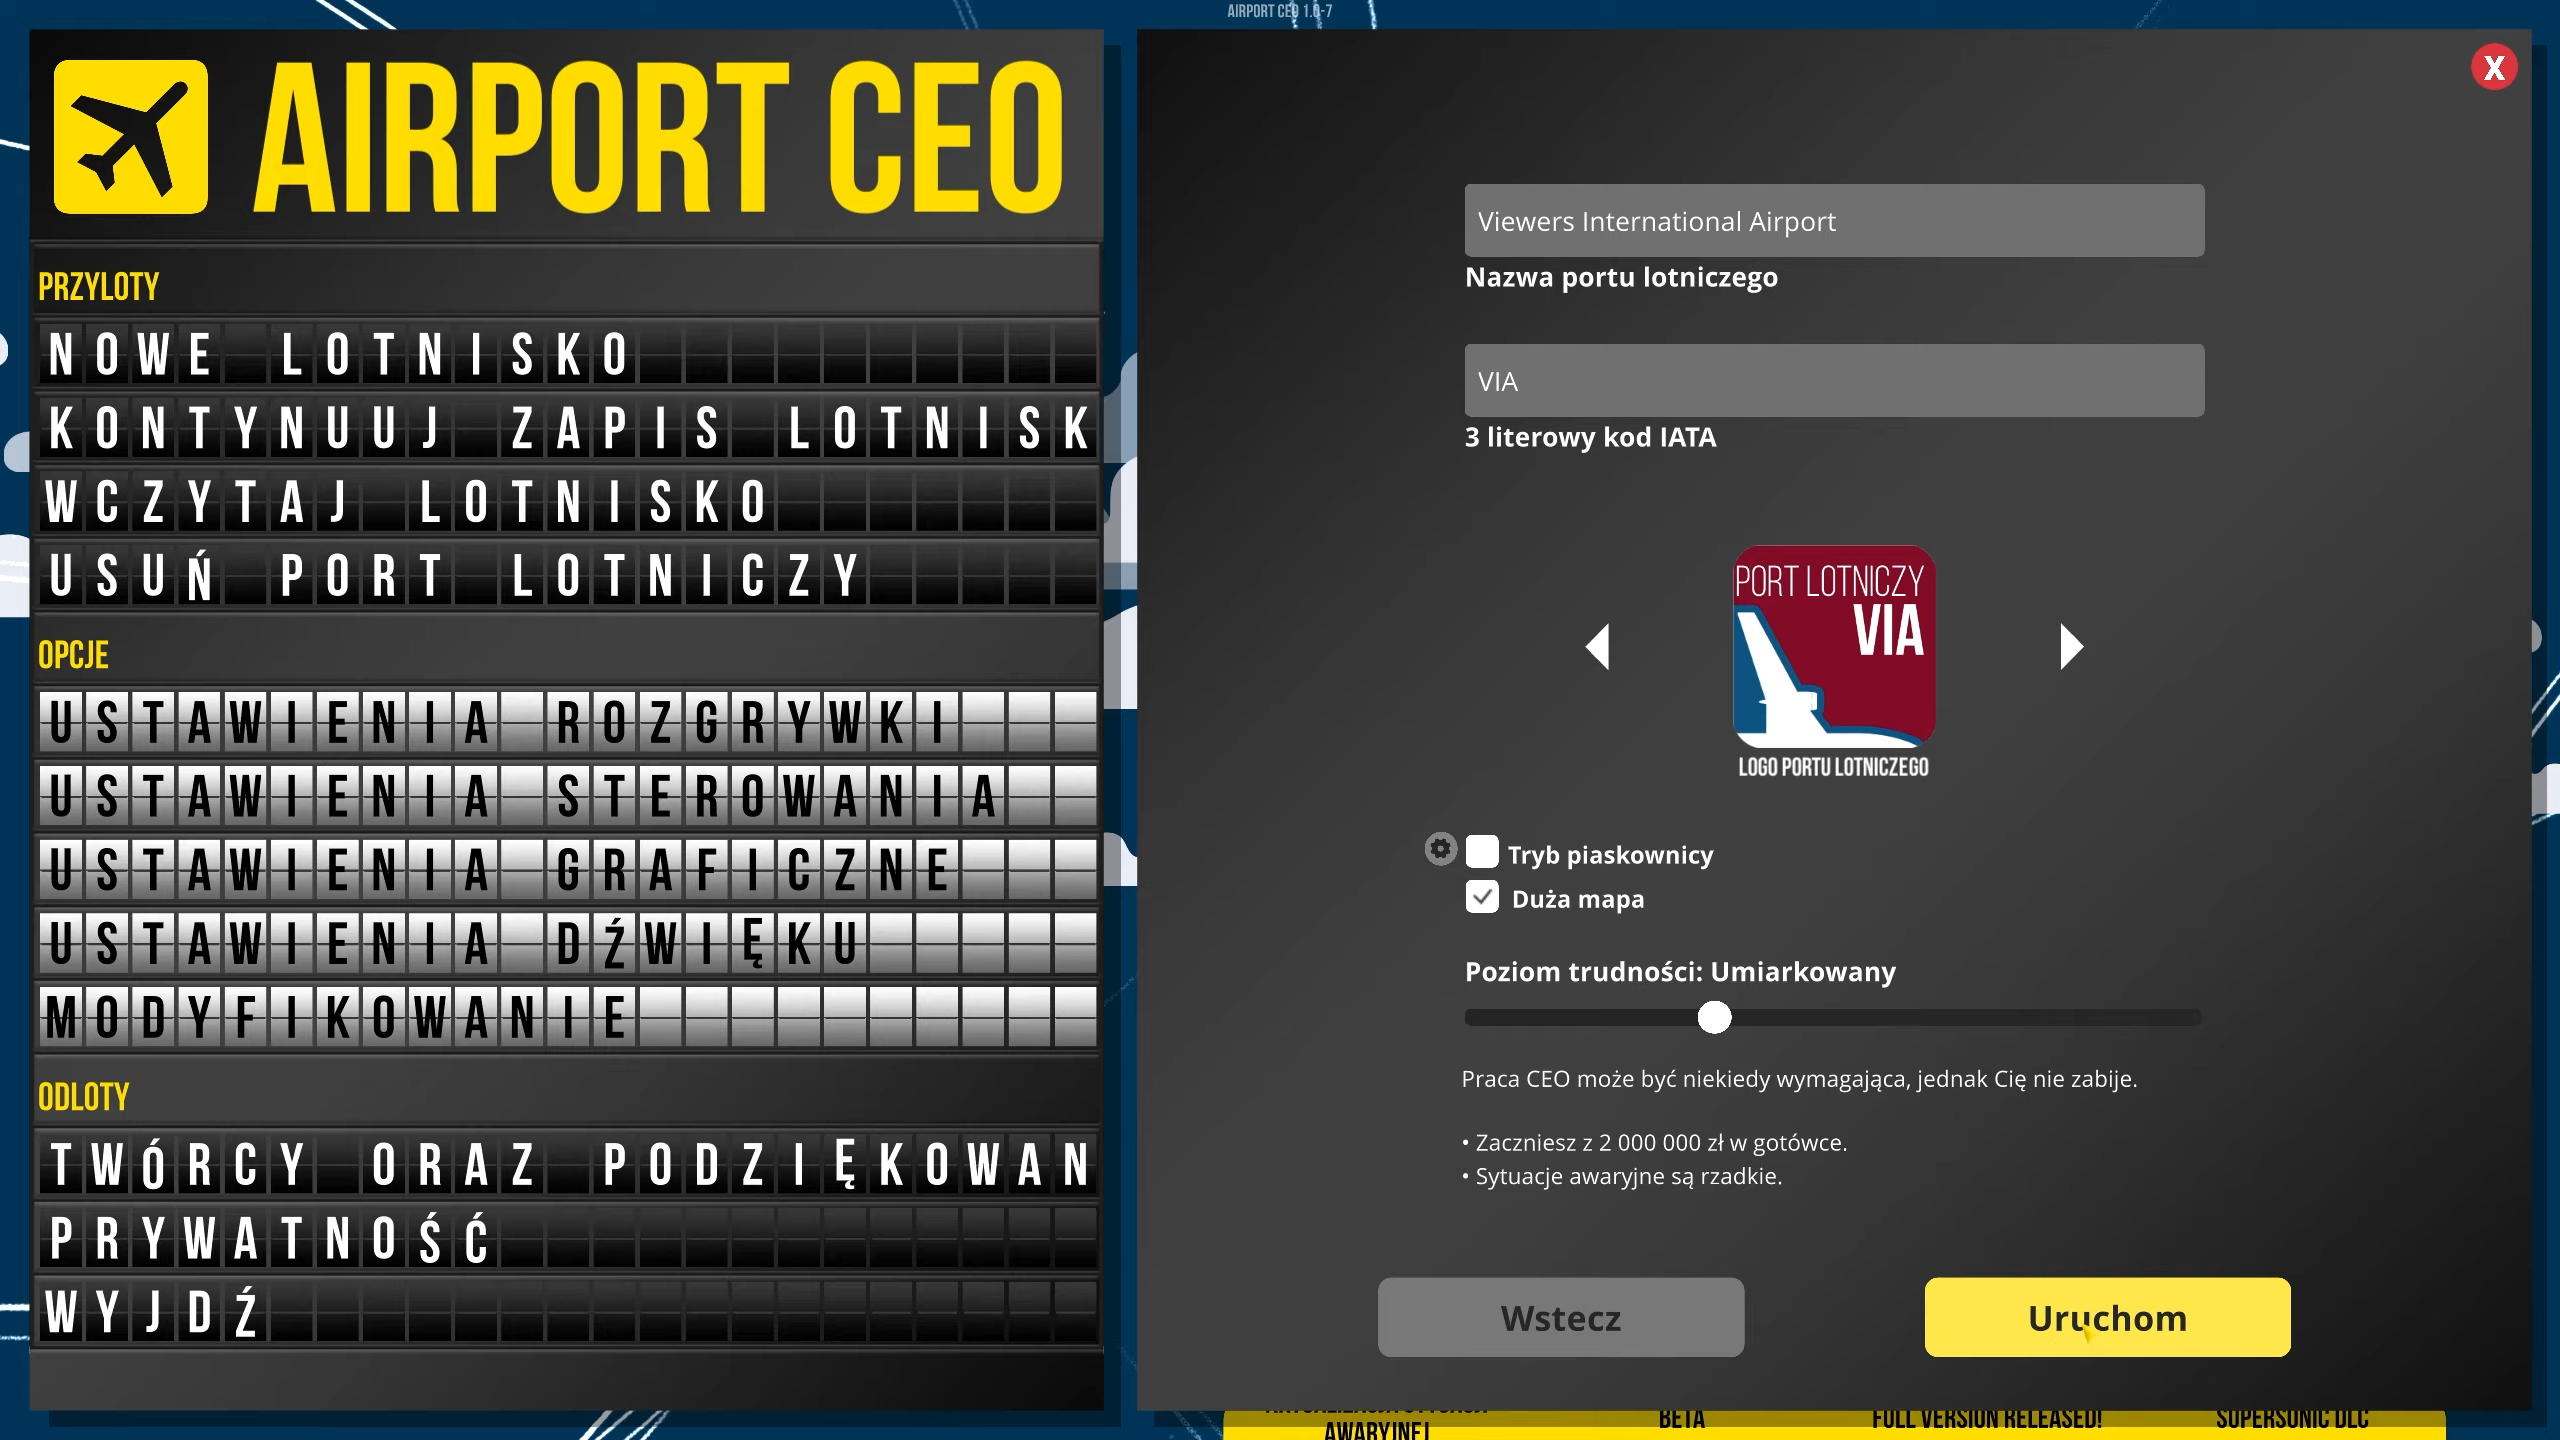 AIRPORT CEO 1.0-7
AIRPORT CEO
PRZYLOTY
NOWE LOTNISKO
KONTYNUUJ ZAPIS LOTNISK
WCZYTAJ LOTNISKO
USUŃ PORT LOTNICZY
OPCJE
USTAWIENIA ROZGRYWKI
USTAWIENIA STEROWANIA
USTAWIENIA GRAFICZNE
USTAWIENIA DŹWIĘKU
MODYFIKOWANIE
ODLOTY
TWÓRCY ORAZ PODZIĘKOWAN
PRYWATNOŚĆ
WYJDŹ
X
Viewers International Airport
Nazwa portu lotniczego
VIA
3 literowy kod IATA
PORT LOTNICZY
VIA
LOGO PORTU LOTNICZEGO
Tryb piaskownicy
Duża mapa
Poziom trudności: Umiarkowany
Praca CEO może być niekiedy wymagająca, jednak Cię nie zabije.
• Zaczniesz z 2 000 000 zł w gotówce.
• Sytuacje awaryjne są rzadkie.
Wstecz
Uruchom
AWARYJNEJ
BETA
FULL VERSION RELEASED!
SUPERSONIC DLC